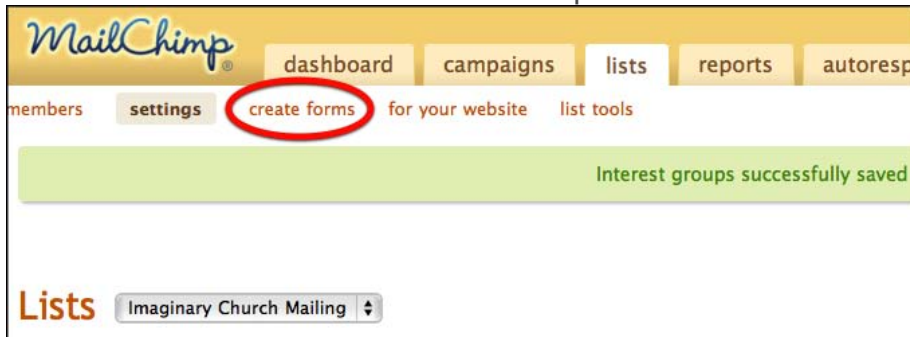 MailChimp®
dashboard campaigns lists reports autoresp
members settings create forms for your website list tools
Interest groups successfully saved
Lists Imaginary Church Mailing